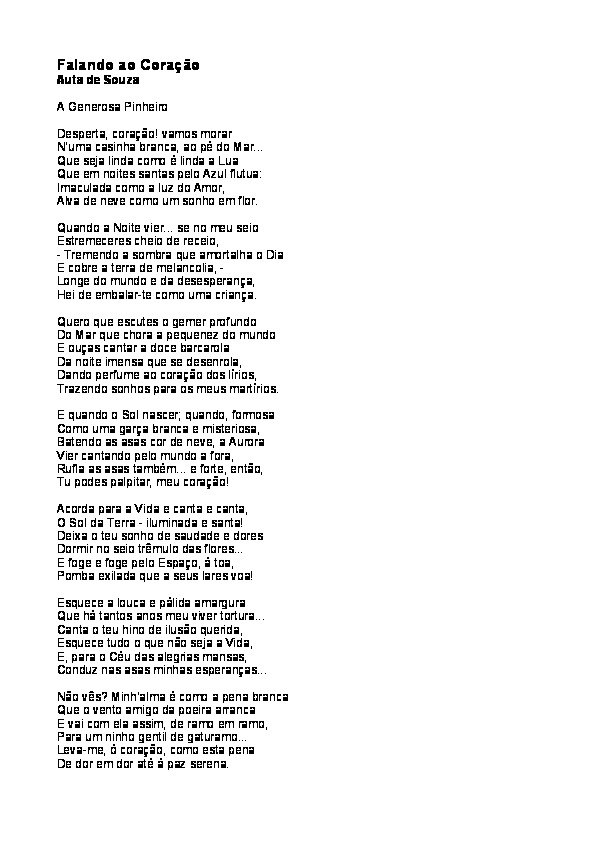 Falando ao Coração
Auta de Souza
A Generosa Pinheiro
Desperta, coração! vamos morar
N'uma casinha branca, ao pé do Mar...
Que seja linda como é linda a Lua
Que em noites santas pelo Azul flutua:
Imaculada como a luz do Amor,
Alva de neve como um sonho em flor.
Quando a Noite vier... se no meu seio
Estremeceres cheio de receio,
- Tremendo a sombra que amortalha o Dia
E cobre a terra de melancolia, -
Longe do mundo e da desesperança,
Hei de embalar-te como uma criança.
Quero que escutes o gemer profundo
Do Mar que chora a pequenez do mundo
E ouças cantar a doce barcarola
Da noite imensa que se desenrola,
Dando perfume ao coração dos lírios,
Trazendo sonhos para os meus martírios.
E quando o Sol nascer; quando, formosa
Como uma garça branca e misteriosa,
Batendo as asas cor de neve, a Aurora
Vier cantando pelo mundo a fora,
Rufla as asas também... e forte, então,
Tu podes palpitar, meu coração!
Acorda para a Vida e canta e canta,
O Sol da Terra - iluminada e santa!
Deixa o teu sonho de saudade e dores
Dormir no seio trêmulo das flores...
E foge e foge pelo Espaço, à toa,
Pomba exilada que a seus lares voa!
Esquece a louca e pálida amargura
Que há tantos anos meu viver tortura...
Canta o teu hino de ilusão querida,
Esquece tudo o que não seja a Vida,
E, para o Céu das alegrias mansas,
Conduz nas asas minhas esperanças...
Não vês? Minh'alma é como a pena branca
Que o vento amigo da poeira arranca
E vai com ela assim, de ramo em ramo,
Para um ninho gentil de gaturamo...
Leva-me, ó coração, como esta pena
De dor em dor até à paz serena.